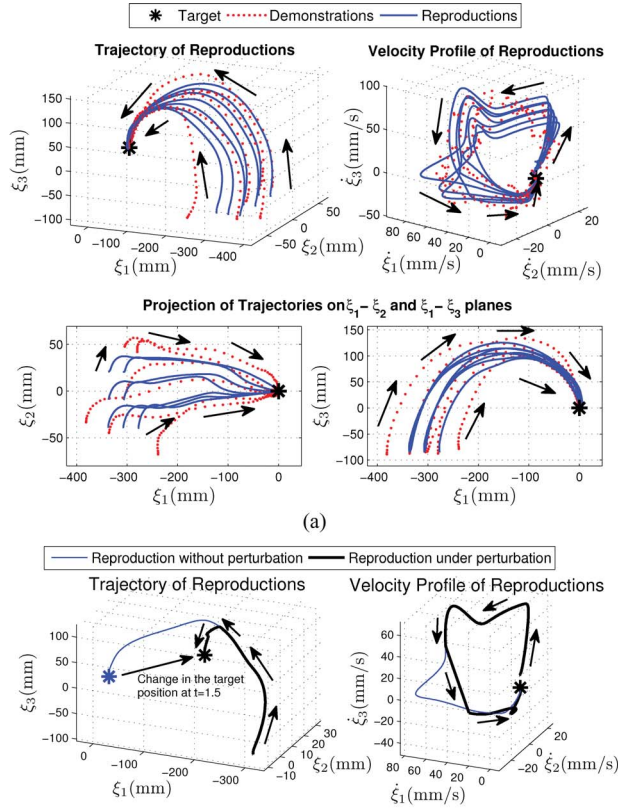 Target Demonstrations Reproductions
Trajectory of Reproductions
Velocity Profile of Reproductions
150
100
50
0
-50
-100
ξ3(mm)
0
-100
-200
-300
-400
ξ1(mm)
-50
0
50
ξ2(mm)
100
50
0
-50
ξ̇3(mm/s)
80
60
40
20
0
ξ̇1(mm/s)
-20
0
20
ξ̇2(mm/s)
Projection of Trajectories on ξ1- ξ2 and ξ1- ξ3 planes
50
0
-50
ξ2(mm)
-400 -300 -200 -100 0
ξ1(mm)
150
100
50
0
-50
-100
ξ3(mm)
-400 -300 -200 -100 0
ξ1(mm)
(a)
Reproduction without perturbation Reproduction under perturbation
Trajectory of Reproductions
Velocity Profile of Reproductions
100
50
0
-50
-100
ξ3(mm)
Change in the target
position at t=1.5
0
-100
-200
-300
ξ1(mm)
-10
0
10
20
30
ξ2(mm)
80
60
40
20
0
-20
-40
ξ̇3(mm/s)
80
60
40
20
0
ξ̇1(mm/s)
-20
0
20
ξ̇2(mm/s)